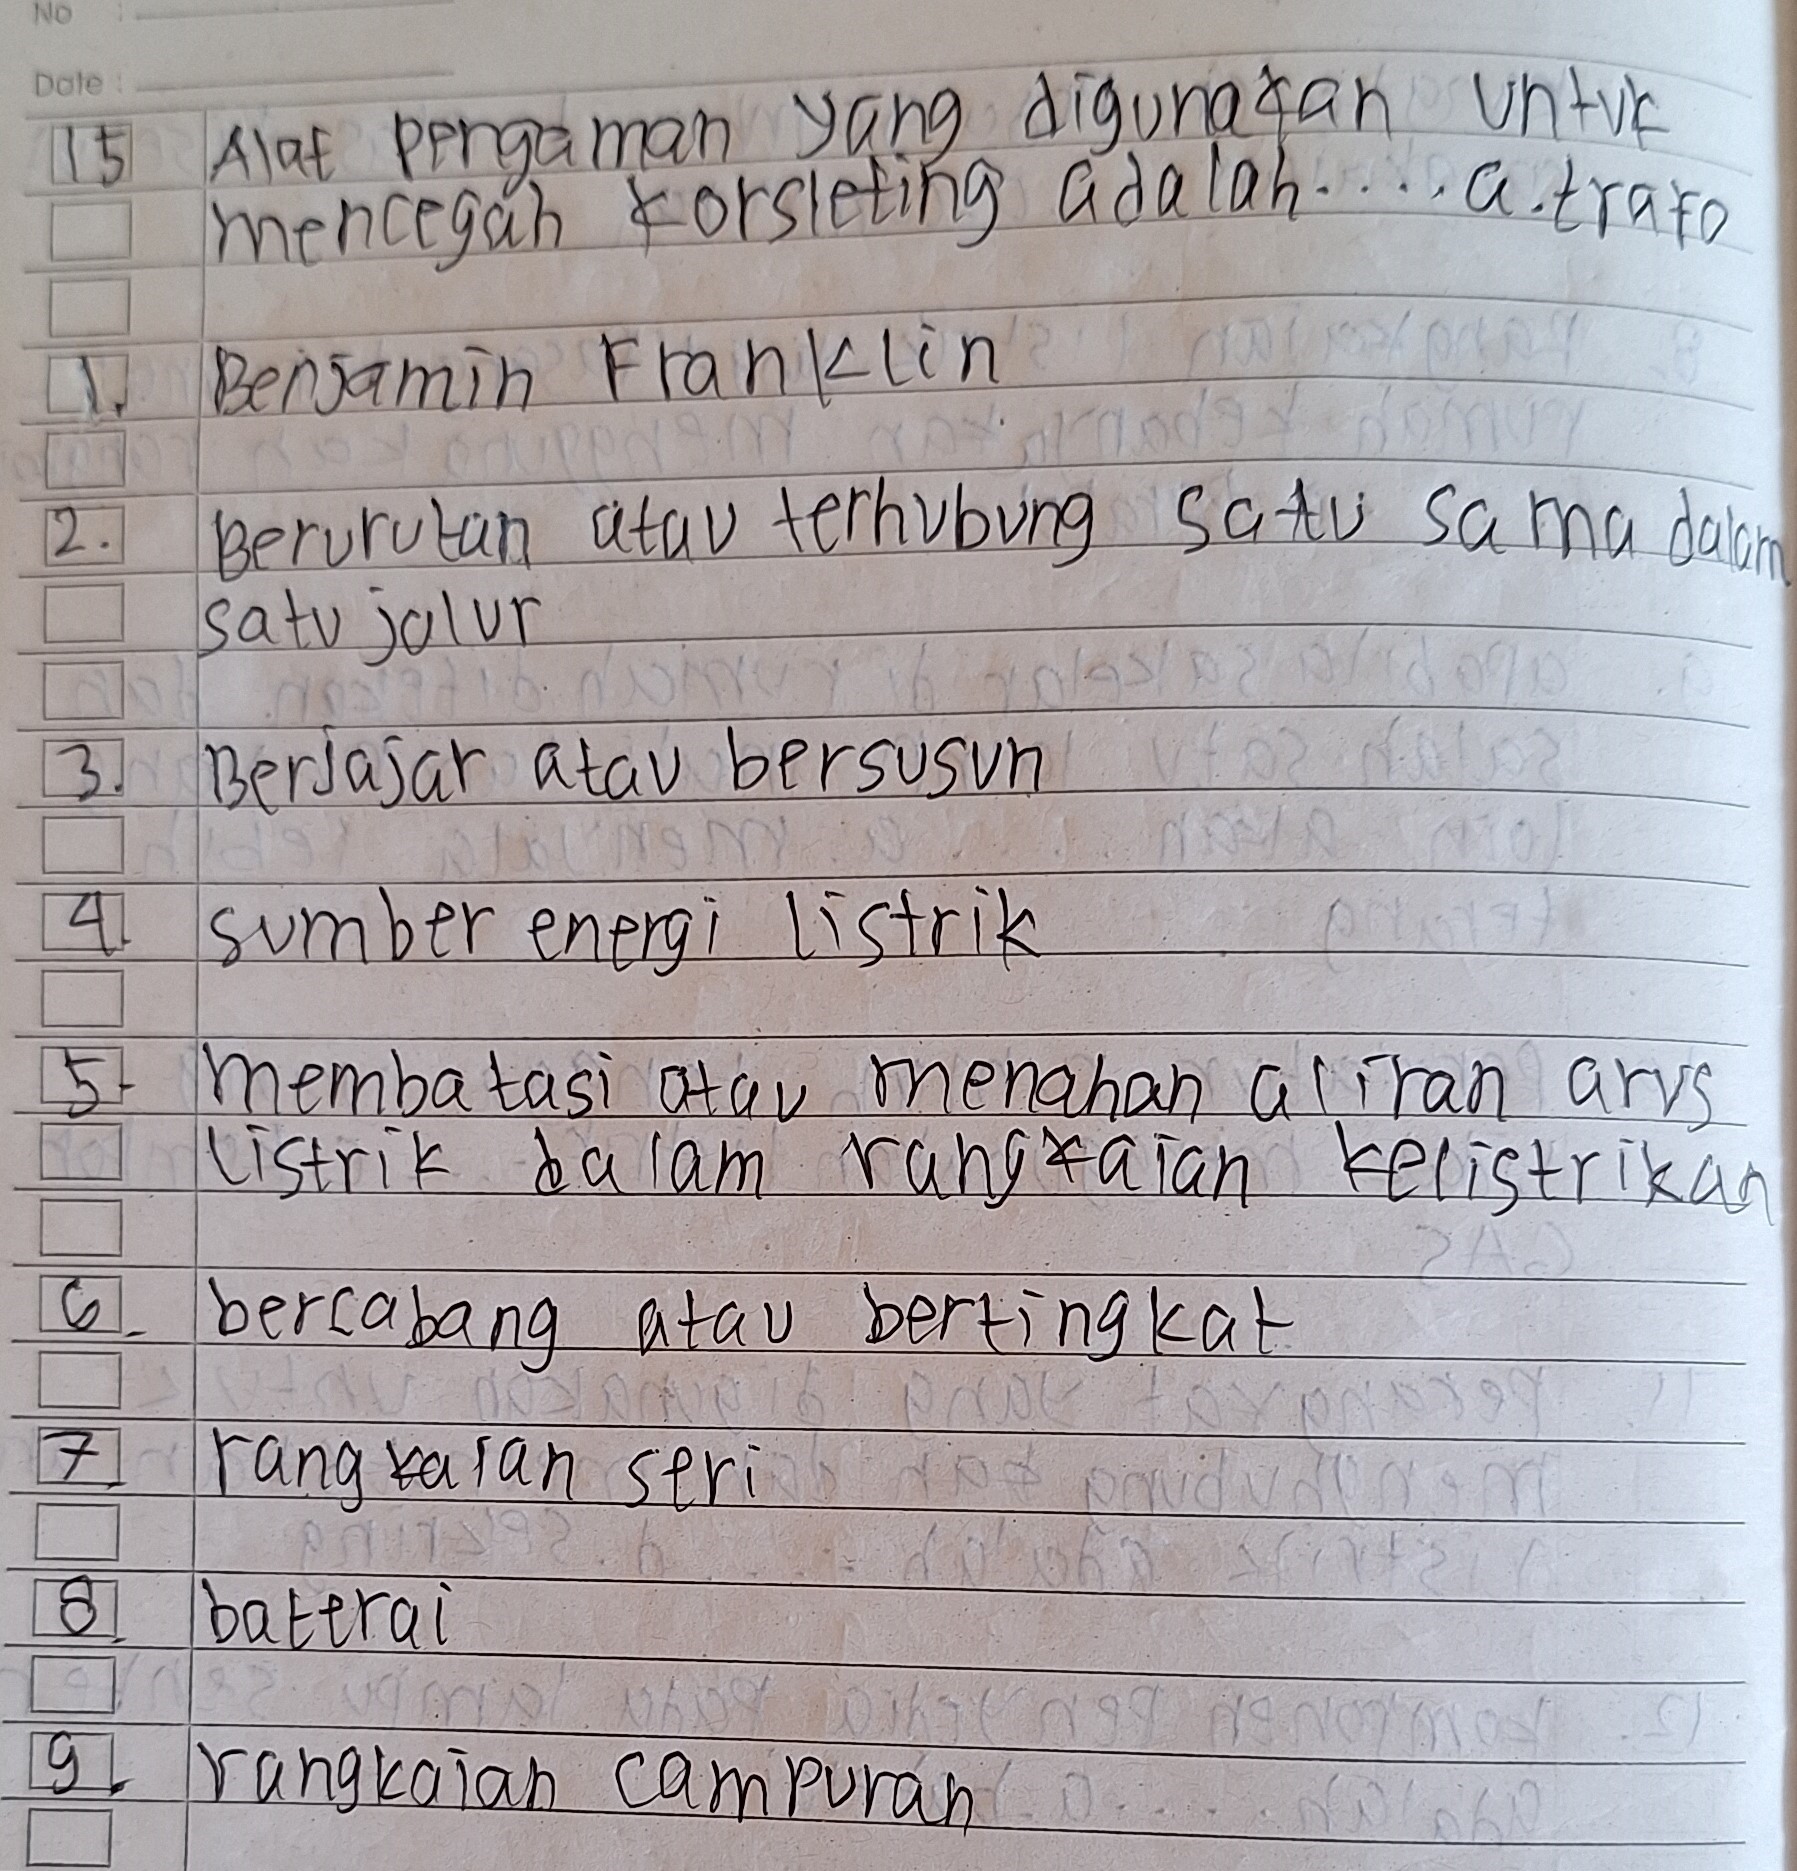 No :
Date :
15 Alat pengaman yang digunakan untuk
mencegah korsleting adalah.... a. trafo
1. Benjamin Franklin
2. Berurutan atau terhubung satu sama dalam
satu jalur
3. Berjajar atau bersusun
4. sumber energi listrik
5. membatasi atau menahan aliran arus
listrik dalam rangkaian kelistrikan
6. bercabang atau bertingkat
7. rangkaian seri
8. baterai
9. rangkaian campuran